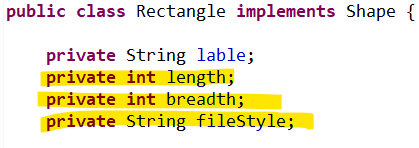 public class Rectangle implements Shape {
private String lable;
private int length;
private int breadth;
private String fileStyle;